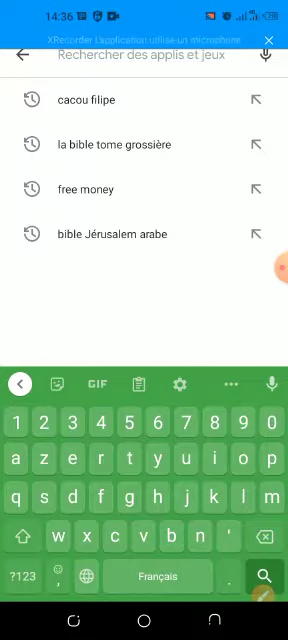 14:36
XRecorder L'application utilise un microphone
Rechercher des applis et jeux
cacou filipe
la bible tome grossière
free money
bible Jérusalem arabe
GIF
1 2 3 4 5 6 7 8 9 0
a z e r t y u i o p
q s d f g h j k l m
w x c v b n '
?123 , Français .